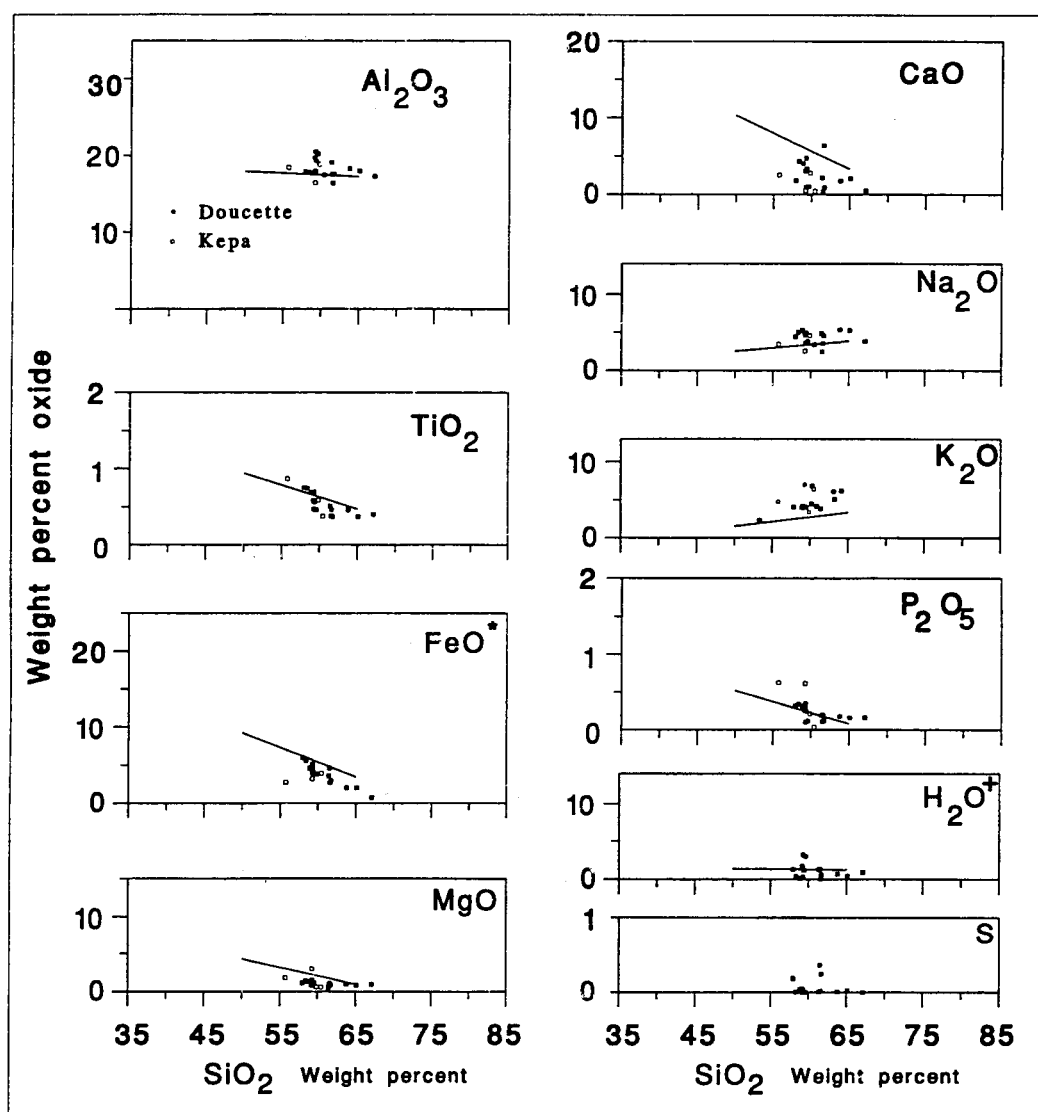 Weight percent oxide
30
20
10
Al₂O₃
Doucette
Kepa
2
1
0
TiO₂
20
10
0
FeO*
10
0
MgO
35 45 55 65 75 85
SiO₂ Weight percent
20
10
0
CaO
10
0
Na₂O
10
0
K₂O
2
1
0
P₂O₅
10
0
H₂O⁺
1
0
S
35 45 55 65 75 85
SiO₂ Weight percent